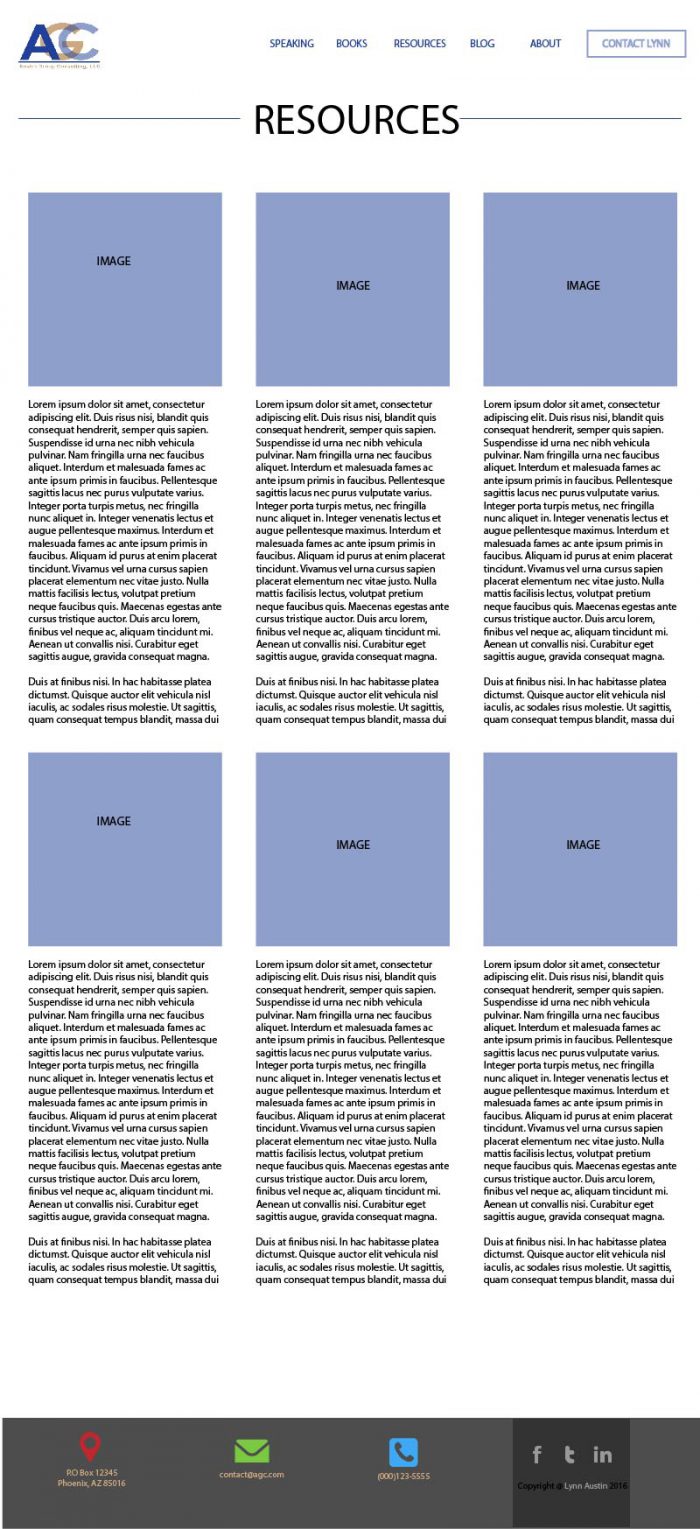 AGC
SPEAKING BOOKS RESOURCES BLOG ABOUT CONTACT LYNN
RESOURCES
IMAGE
IMAGE
IMAGE
Lorem ipsum dolor sit amet, consectetur
adipiscing elit. Duis risus nisi, blandit quis
consequat hendrerit, semper quis sapien.
Suspendisse id urna nec nibh vehicula
pulvinar. Nam fringilla urna nec faucibus
aliquet. Interdum et malesuada fames ac
ante ipsum primis in faucibus. Pellentesque
sagittis lacus nec purus vulputate varius.
Integer porta turpis metus, nec fringilla
nunc aliquet in. Integer venenatis lectus et
augue pellentesque maximus. Interdum et
malesuada fames ac ante ipsum primis in
faucibus. Aliquam id purus at enim placerat
tincidunt. Vivamus vel urna cursus sapien
placerat elementum nec vitae justo. Nulla
mattis facilisis lectus, volutpat pretium
neque faucibus quis. Maecenas egestas ante
cursus tristique auctor. Duis arcu lorem,
finibus vel neque ac, aliquam tincidunt mi.
Aenean ut convallis nisi. Curabitur eget
sagittis augue, gravida consequat magna.
Duis at finibus nisi. In hac habitasse platea
dictumst. Quisque auctor elit vehicula nisl
iaculis, ac sodales risus molestie. Ut sagittis,
quam consequat tempus blandit, massa dui
Lorem ipsum dolor sit amet, consectetur
adipiscing elit. Duis risus nisi, blandit quis
consequat hendrerit, semper quis sapien.
Suspendisse id urna nec nibh vehicula
pulvinar. Nam fringilla urna nec faucibus
aliquet. Interdum et malesuada fames ac
ante ipsum primis in faucibus. Pellentesque
sagittis lacus nec purus vulputate varius.
Integer porta turpis metus, nec fringilla
nunc aliquet in. Integer venenatis lectus et
augue pellentesque maximus. Interdum et
malesuada fames ac ante ipsum primis in
faucibus. Aliquam id purus at enim placerat
tincidunt. Vivamus vel urna cursus sapien
placerat elementum nec vitae justo. Nulla
mattis facilisis lectus, volutpat pretium
neque faucibus quis. Maecenas egestas ante
cursus tristique auctor. Duis arcu lorem,
finibus vel neque ac, aliquam tincidunt mi.
Aenean ut convallis nisi. Curabitur eget
sagittis augue, gravida consequat magna.
Duis at finibus nisi. In hac habitasse platea
dictumst. Quisque auctor elit vehicula nisl
iaculis, ac sodales risus molestie. Ut sagittis,
quam consequat tempus blandit, massa dui
Lorem ipsum dolor sit amet, consectetur
adipiscing elit. Duis risus nisi, blandit quis
consequat hendrerit, semper quis sapien.
Suspendisse id urna nec nibh vehicula
pulvinar. Nam fringilla urna nec faucibus
aliquet. Interdum et malesuada fames ac
ante ipsum primis in faucibus. Pellentesque
sagittis lacus nec purus vulputate varius.
Integer porta turpis metus, nec fringilla
nunc aliquet in. Integer venenatis lectus et
augue pellentesque maximus. Interdum et
malesuada fames ac ante ipsum primis in
faucibus. Aliquam id purus at enim placerat
tincidunt. Vivamus vel urna cursus sapien
placerat elementum nec vitae justo. Nulla
mattis facilisis lectus, volutpat pretium
neque faucibus quis. Maecenas egestas ante
cursus tristique auctor. Duis arcu lorem,
finibus vel neque ac, aliquam tincidunt mi.
Aenean ut convallis nisi. Curabitur eget
sagittis augue, gravida consequat magna.
Duis at finibus nisi. In hac habitasse platea
dictumst. Quisque auctor elit vehicula nisl
iaculis, ac sodales risus molestie. Ut sagittis,
quam consequat tempus blandit, massa dui
IMAGE
IMAGE
IMAGE
Lorem ipsum dolor sit amet, consectetur
adipiscing elit. Duis risus nisi, blandit quis
consequat hendrerit, semper quis sapien.
Suspendisse id urna nec nibh vehicula
pulvinar. Nam fringilla urna nec faucibus
aliquet. Interdum et malesuada fames ac
ante ipsum primis in faucibus. Pellentesque
sagittis lacus nec purus vulputate varius.
Integer porta turpis metus, nec fringilla
nunc aliquet in. Integer venenatis lectus et
augue pellentesque maximus. Interdum et
malesuada fames ac ante ipsum primis in
faucibus. Aliquam id purus at enim placerat
tincidunt. Vivamus vel urna cursus sapien
placerat elementum nec vitae justo. Nulla
mattis facilisis lectus, volutpat pretium
neque faucibus quis. Maecenas egestas ante
cursus tristique auctor. Duis arcu lorem,
finibus vel neque ac, aliquam tincidunt mi.
Aenean ut convallis nisi. Curabitur eget
sagittis augue, gravida consequat magna.
Duis at finibus nisi. In hac habitasse platea
dictumst. Quisque auctor elit vehicula nisl
iaculis, ac sodales risus molestie. Ut sagittis,
quam consequat tempus blandit, massa dui
Lorem ipsum dolor sit amet, consectetur
adipiscing elit. Duis risus nisi, blandit quis
consequat hendrerit, semper quis sapien.
Suspendisse id urna nec nibh vehicula
pulvinar. Nam fringilla urna nec faucibus
aliquet. Interdum et malesuada fames ac
ante ipsum primis in faucibus. Pellentesque
sagittis lacus nec purus vulputate varius.
Integer porta turpis metus, nec fringilla
nunc aliquet in. Integer venenatis lectus et
augue pellentesque maximus. Interdum et
malesuada fames ac ante ipsum primis in
faucibus. Aliquam id purus at enim placerat
tincidunt. Vivamus vel urna cursus sapien
placerat elementum nec vitae justo. Nulla
mattis facilisis lectus, volutpat pretium
neque faucibus quis. Maecenas egestas ante
cursus tristique auctor. Duis arcu lorem,
finibus vel neque ac, aliquam tincidunt mi.
Aenean ut convallis nisi. Curabitur eget
sagittis augue, gravida consequat magna.
Duis at finibus nisi. In hac habitasse platea
dictumst. Quisque auctor elit vehicula nisl
iaculis, ac sodales risus molestie. Ut sagittis,
quam consequat tempus blandit, massa dui
Lorem ipsum dolor sit amet, consectetur
adipiscing elit. Duis risus nisi, blandit quis
consequat hendrerit, semper quis sapien.
Suspendisse id urna nec nibh vehicula
pulvinar. Nam fringilla urna nec faucibus
aliquet. Interdum et malesuada fames ac
ante ipsum primis in faucibus. Pellentesque
sagittis lacus nec purus vulputate varius.
Integer porta turpis metus, nec fringilla
nunc aliquet in. Integer venenatis lectus et
augue pellentesque maximus. Interdum et
malesuada fames ac ante ipsum primis in
faucibus. Aliquam id purus at enim placerat
tincidunt. Vivamus vel urna cursus sapien
placerat elementum nec vitae justo. Nulla
mattis facilisis lectus, volutpat pretium
neque faucibus quis. Maecenas egestas ante
cursus tristique auctor. Duis arcu lorem,
finibus vel neque ac, aliquam tincidunt mi.
Aenean ut convallis nisi. Curabitur eget
sagittis augue, gravida consequat magna.
Duis at finibus nisi. In hac habitasse platea
dictumst. Quisque auctor elit vehicula nisl
iaculis, ac sodales risus molestie. Ut sagittis,
quam consequat tempus blandit, massa dui
P.O Box 12345
Phoenix, AZ 85016
contact@agc.com
(000)123-5555
f t in
Copyright @ Lynn Austin 2016